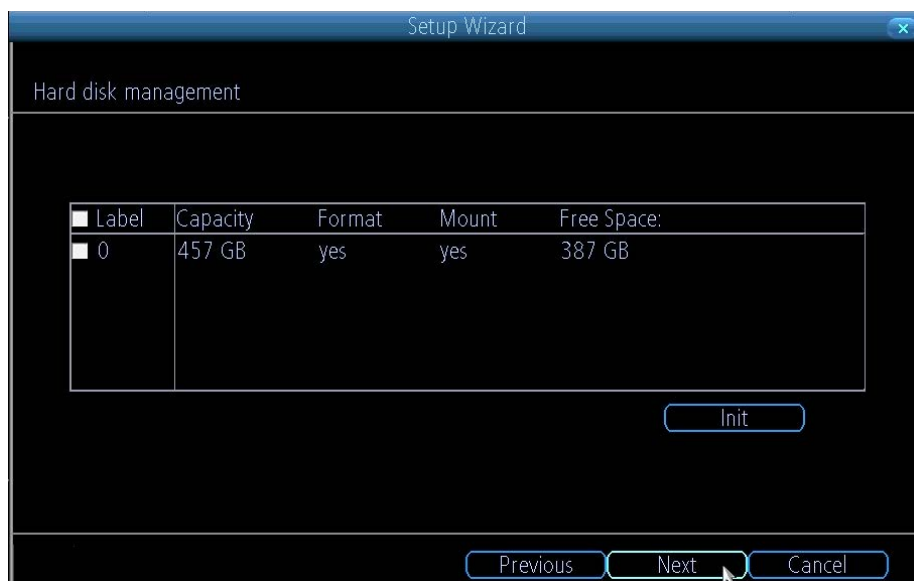 Setup Wizard
Hard disk management
Label Capacity Format Mount Free Space:
0 457 GB yes yes 387 GB
Init
Previous Next Cancel